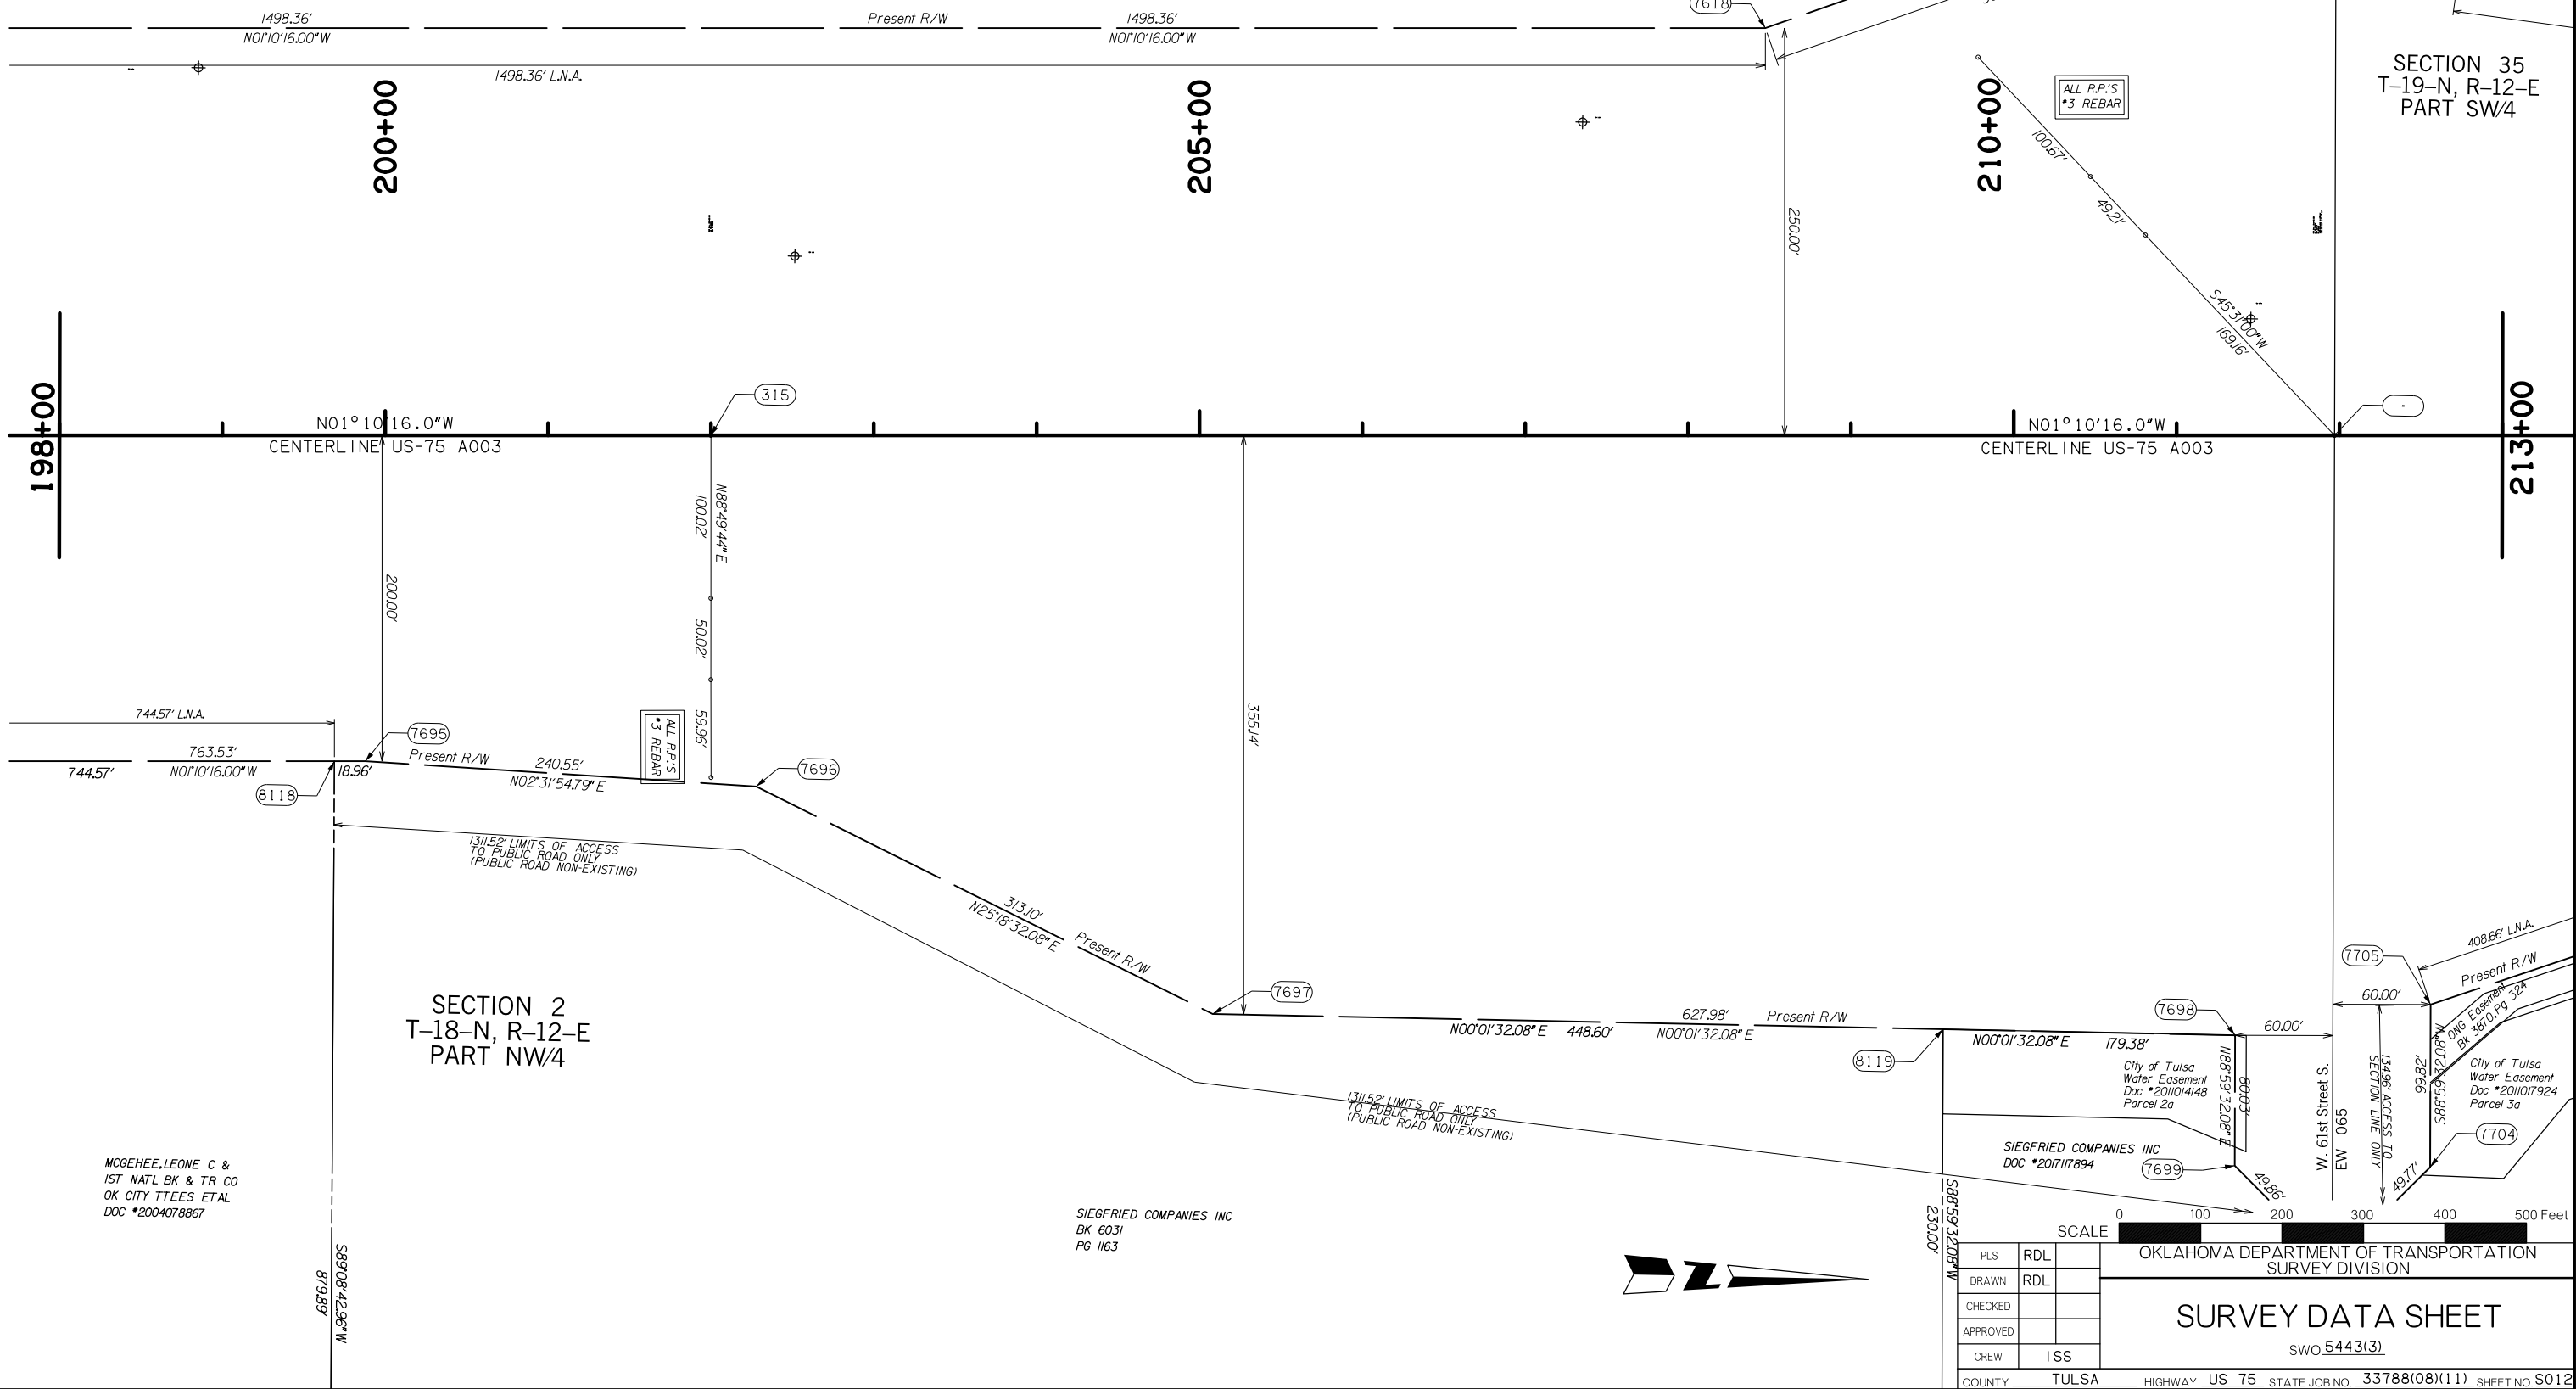 1498.36'
N01°10'16.00"W
Present R/W
1498.36'
N01°10'16.00"W
7618
1498.36' L.N.A.
SECTION 35
T-19-N, R-12-E
PART SW/4
200+00
205+00
210+00
ALL R.P.'S
*3 REBAR
100.67'
49.21'
S45°31'00"W
169.16'
250.00'
315
-
198+00
N01°10'16.0"W
CENTERLINE US-75 A003
N01°10'16.0"W
CENTERLINE US-75 A003
213+00
N88°49'44"E
100.02'
50.02'
59.96'
200.00'
355.14'
744.57' L.N.A.
763.53'
744.57'
N01°10'16.00"W
18.96'
7695
8118
Present R/W
240.55'
N02°31'54.79"E
ALL R.P.'S
*3 REBAR
7696
1311.52' LIMITS OF ACCESS
TO PUBLIC ROAD ONLY
(PUBLIC ROAD NON-EXISTING)
313.10'
N25°18'32.08"E
Present R/W
7697
627.98'
Present R/W
N00°01'32.08"E 448.60'
N00°01'32.08"E
7698
8119
N00°01'32.08"E
179.38'
60.00'
60.00'
7705
408.66' L.N.A.
Present R/W
ONG Easement
Bk 3870, Pg 324
City of Tulsa
Water Easement
Doc *2011014148
Parcel 2a
N88°59'32.08"E
80.03'
W. 61st Street S.
EW 065
134.96' ACCESS TO
SECTION LINE ONLY
99.82'
S88°59'32.08"W
City of Tulsa
Water Easement
Doc *2011017924
Parcel 3a
7704
7699
49.86'
49.77'
SECTION 2
T-18-N, R-12-E
PART NW/4
1311.52' LIMITS OF ACCESS
TO PUBLIC ROAD ONLY
(PUBLIC ROAD NON-EXISTING)
SIEGFRIED COMPANIES INC
DOC *2017117894
MCGEHEE,LEONE C &
1ST NATL BK & TR CO
OK CITY TTEES ETAL
DOC *2004078867
SIEGFRIED COMPANIES INC
BK 6031
PG 1163
S89°08'42.96"W
879.89'
S88°59'32.08"W
230.00'
N
SCALE
0 100 200 300 400 500 Feet
PLS RDL
DRAWN RDL
CHECKED
APPROVED
CREW ISS
OKLAHOMA DEPARTMENT OF TRANSPORTATION
SURVEY DIVISION
SURVEY DATA SHEET
SWO 5443(3)
COUNTY TULSA HIGHWAY US 75 STATE JOB NO. 33788(08)(11) SHEET NO. S012